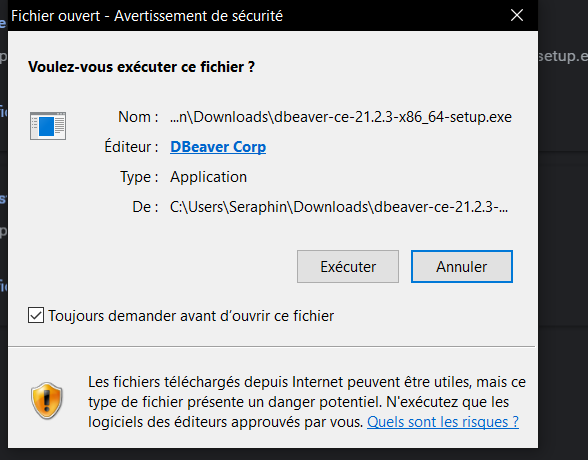 Fichier ouvert - Avertissement de sécurité
Voulez-vous exécuter ce fichier ?
setup.e
Nom : ...n\Downloads\dbeaver-ce-21.2.3-x86_64-setup.exe
Éditeur : DBeaver Corp
Type : Application
De : C:\Users\Seraphin\Downloads\dbeaver-ce-21.2.3-...
Exécuter Annuler
Toujours demander avant d'ouvrir ce fichier
Les fichiers téléchargés depuis Internet peuvent être utiles, mais ce
type de fichier présente un danger potentiel. N'exécutez que les
logiciels des éditeurs approuvés par vous. Quels sont les risques ?